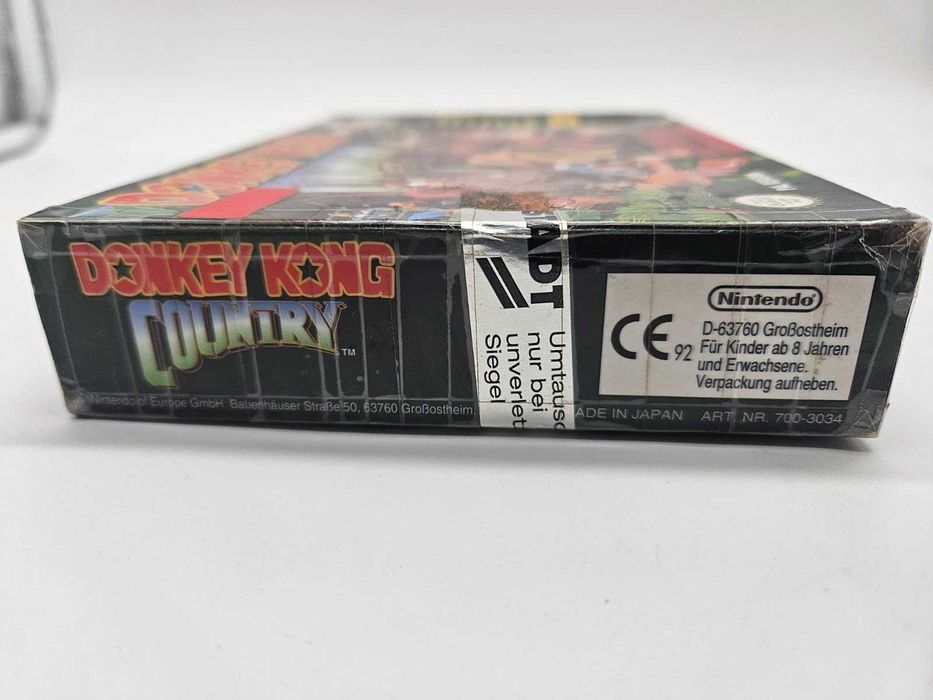 DONKEY KONG
COUNTRY™
Nintendo of Europe GmbH. Babenhäuser Straße 50, 63760 Großostheim.
ADT
Umtausc
nur bei
unverlet
Siegel
Nintendo®
CE 92
D-63760 Großostheim
Für Kinder ab 8 Jahren
und Erwachsene.
Verpackung aufheben.
ADE IN JAPAN ART. NR. 700-3034